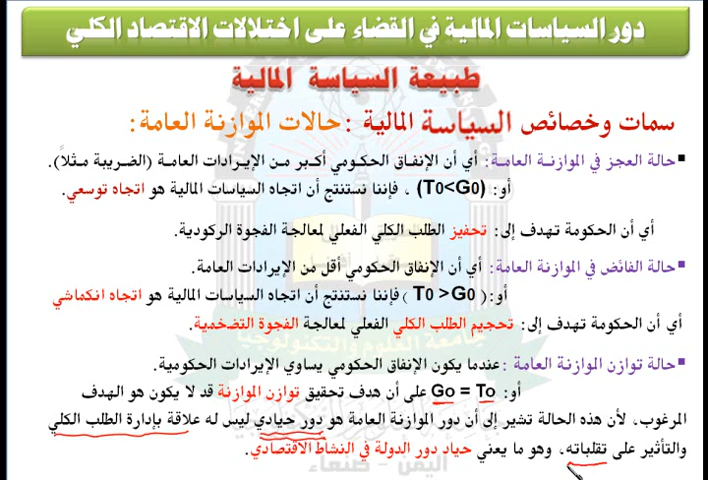 دور السياسات المالية في القضاء على اختلالات الاقتصاد الكلي
طبيعة السياسة المالية
سمات وخصائص السياسة المالية : حالات الموازنة العامة:
▪ حالة العجز في الموازنة العامة: أي أن الإنفاق الحكومي أكبر من الإيرادات العامة (الضريبة مثلاً).
أو: (T0<G0) ، فإننا نستنتج أن اتجاه السياسات المالية هو اتجاه توسعي.
أي أن الحكومة تهدف إلى: تحفيز الطلب الكلي الفعلي لمعالجة الفجوة الركودية.
▪ حالة الفائض في الموازنة العامة: أي أن الإنفاق الحكومي أقل من الإيرادات العامة.
أو: ( T0 >G0 ) فإننا نستنتج أن اتجاه السياسات المالية هو اتجاه انكماشي
أي أن الحكومة تهدف إلى: تحجيم الطلب الكلي الفعلي لمعالجة الفجوة التضخمية.
▪ حالة توازن الموازنة العامة : عندما يكون الإنفاق الحكومي يساوي الإيرادات الحكومية.
أو: Go = To على أن هدف تحقيق توازن الموازنة قد لا يكون هو الهدف
المرغوب، لأن هذه الحالة تشير إلى أن دور الموازنة العامة هو دور حيادي ليس له علاقة بإدارة الطلب الكلي
والتأثير على تقلباته، وهو ما يعني حياد دور الدولة في النشاط الاقتصادي.
جامعة العلوم والتكنولوجيا
اليمن - صنعاء